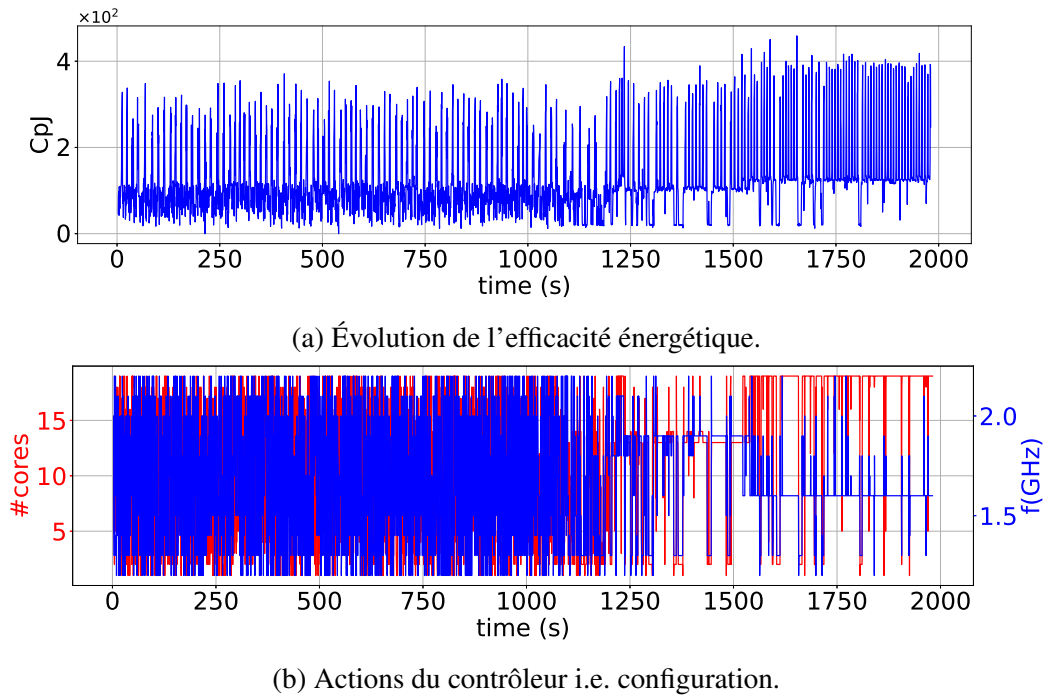 ×10²
4
2
0
CpJ
0 250 500 750 1000 1250 1500 1750 2000
time (s)
(a) Évolution de l'efficacité énergétique.
15
10
5
#cores
2.0
1.5
f(GHz)
0 250 500 750 1000 1250 1500 1750 2000
time (s)
(b) Actions du contrôleur i.e. configuration.